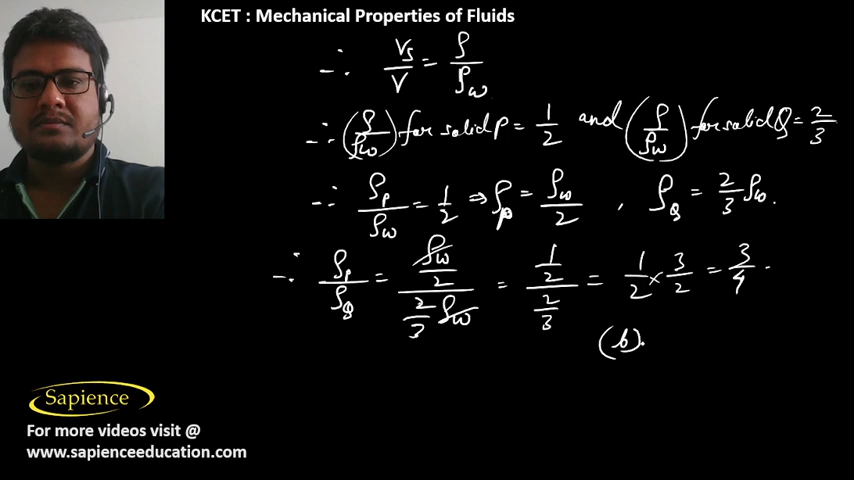 KCET : Mechanical Properties of Fluids
∴ Vs/V = ρ/ρw
∴ (ρ/ρw) for solid P = 1/2 and (ρ/ρw) for solid Q = 2/3
∴ ρP/ρw = 1/2 ⇒ ρP = ρw/2 , ρQ = 2/3 ρw.
∴ ρP/ρQ = (ρw/2)/(2/3 ρw) = (1/2)/(2/3) = 1/2 × 3/2 = 3/4 .
(b).
Sapience
For more videos visit @
www.sapienceeducation.com